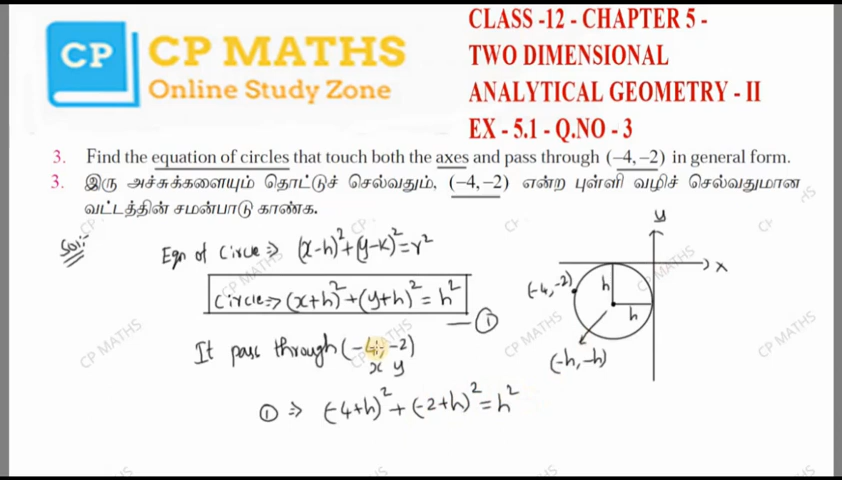 CP
CP MATHS
Online Study Zone
CLASS -12 - CHAPTER 5 -
TWO DIMENSIONAL
ANALYTICAL GEOMETRY - II
EX - 5.1 - Q.NO - 3
3. Find the equation of circles that touch both the axes and pass through (−4,−2) in general form.
3. இரு அச்சுக்களையும் தொட்டுச் செல்வதும், (−4,−2) என்ற புள்ளி வழிச் செல்வதுமான
வட்டத்தின் சமன்பாடு காண்க.
Sol:
Eqn of Circle ⇒ (x-h)²+(y-k)²=r²
Circle ⇒ (x+h)²+(y+h)² = h²
— ①
It pass through (-4, -2)
x y
① ⇒ (-4+h)²+(-2+h)²=h²
y
x
(-4,-2)
h
h
(-h,-h)
CP MATHS
CP MATHS
CP MATHS
CP MATHS
CP MATHS
CP MATHS
CP MATHS